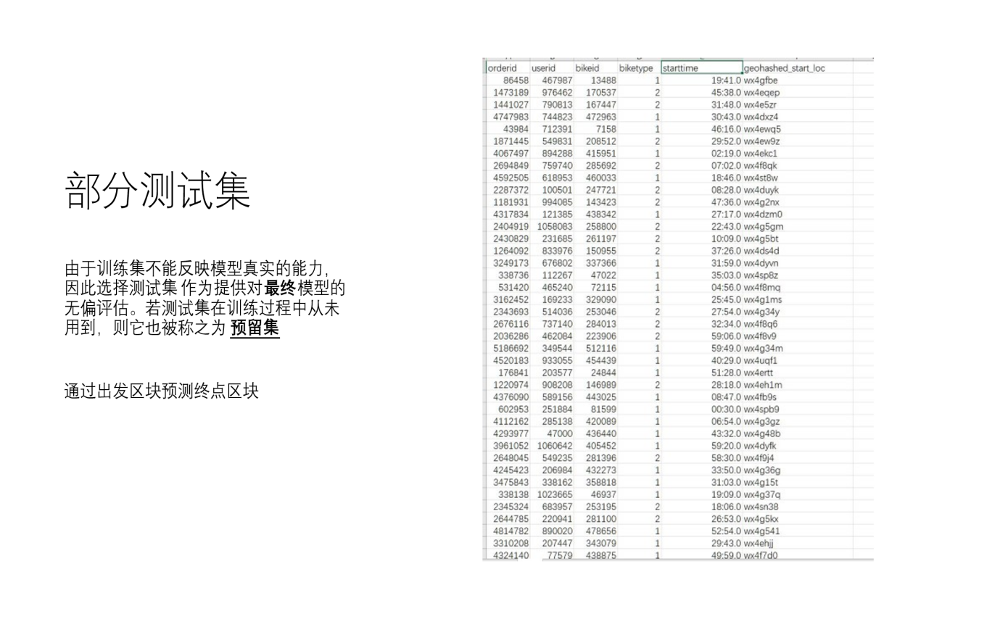 部分测试集
由于训练集不能反映模型真实的能力,
因此选择测试集 作为提供对最终模型的
无偏评估。若测试集在训练过程中从未
用到, 则它也被称之为 预留集
通过出发区块预测终点区块
orderid userid bikeid biketype starttime geohashed_start_loc
86458 467987 13488 1 19:41.0 wx4gfbe
1473189 976462 170537 2 45:38.0 wx4eqep
1441027 790813 167447 2 31:48.0 wx4e5zr
4747983 744823 472963 1 30:43.0 wx4dxz4
43984 712391 7158 1 46:16.0 wx4ewq5
1871445 549831 208512 2 29:52.0 wx4ew9z
4067497 894288 415951 1 02:19.0 wx4ekc1
2694849 759740 285692 2 07:02.0 wx4f8qk
4592505 618953 460033 1 18:46.0 wx4st8w
2287372 100501 247721 2 08:28.0 wx4duyk
1181931 994085 143423 2 47:36.0 wx4g2nx
4317834 121385 438342 1 27:17.0 wx4dzm0
2404919 1058083 258800 2 22:43.0 wx4g5gm
2430829 231685 261197 2 10:09.0 wx4g5bt
1264092 833976 150955 2 37:26.0 wx4ds4d
3249173 676802 337366 1 31:59.0 wx4dyvn
338736 112267 47022 1 35:03.0 wx4sp8z
531420 465240 72115 1 04:56.0 wx4f8mq
3162452 169233 329090 1 25:45.0 wx4g1ms
2343693 514036 253046 2 27:54.0 wx4g34y
2676116 737140 284013 2 32:34.0 wx4f8q6
2036286 462084 223906 2 59:06.0 wx4f8v9
5186692 349544 512116 1 59:49.0 wx4g34m
4520183 933055 454439 1 40:29.0 wx4uqf1
176841 203577 24844 1 51:28.0 wx4ertt
1220974 908208 146989 2 28:18.0 wx4eh1m
4376090 589156 443025 1 08:47.0 wx4fb9s
602953 251884 81599 1 00:30.0 wx4spb9
4112162 285138 420089 1 06:54.0 wx4g3gz
4293977 47000 436440 1 43:32.0 wx4g48b
3961052 1060642 405452 1 59:20.0 wx4dyfk
2648045 549235 281396 2 58:30.0 wx4f9j4
4245423 206984 432273 1 33:50.0 wx4g36g
3475843 338162 358818 1 31:03.0 wx4g15t
338138 1023665 46937 1 19:09.0 wx4g37q
2345324 683957 253195 2 18:06.0 wx4sn38
2644785 220941 281100 2 26:53.0 wx4g5kx
4814782 890020 478656 1 52:54.0 wx4g541
3310208 207447 343079 1 29:43.0 wx4ehjj
4324140 77579 438875 1 49:59.0 wx4f7d0